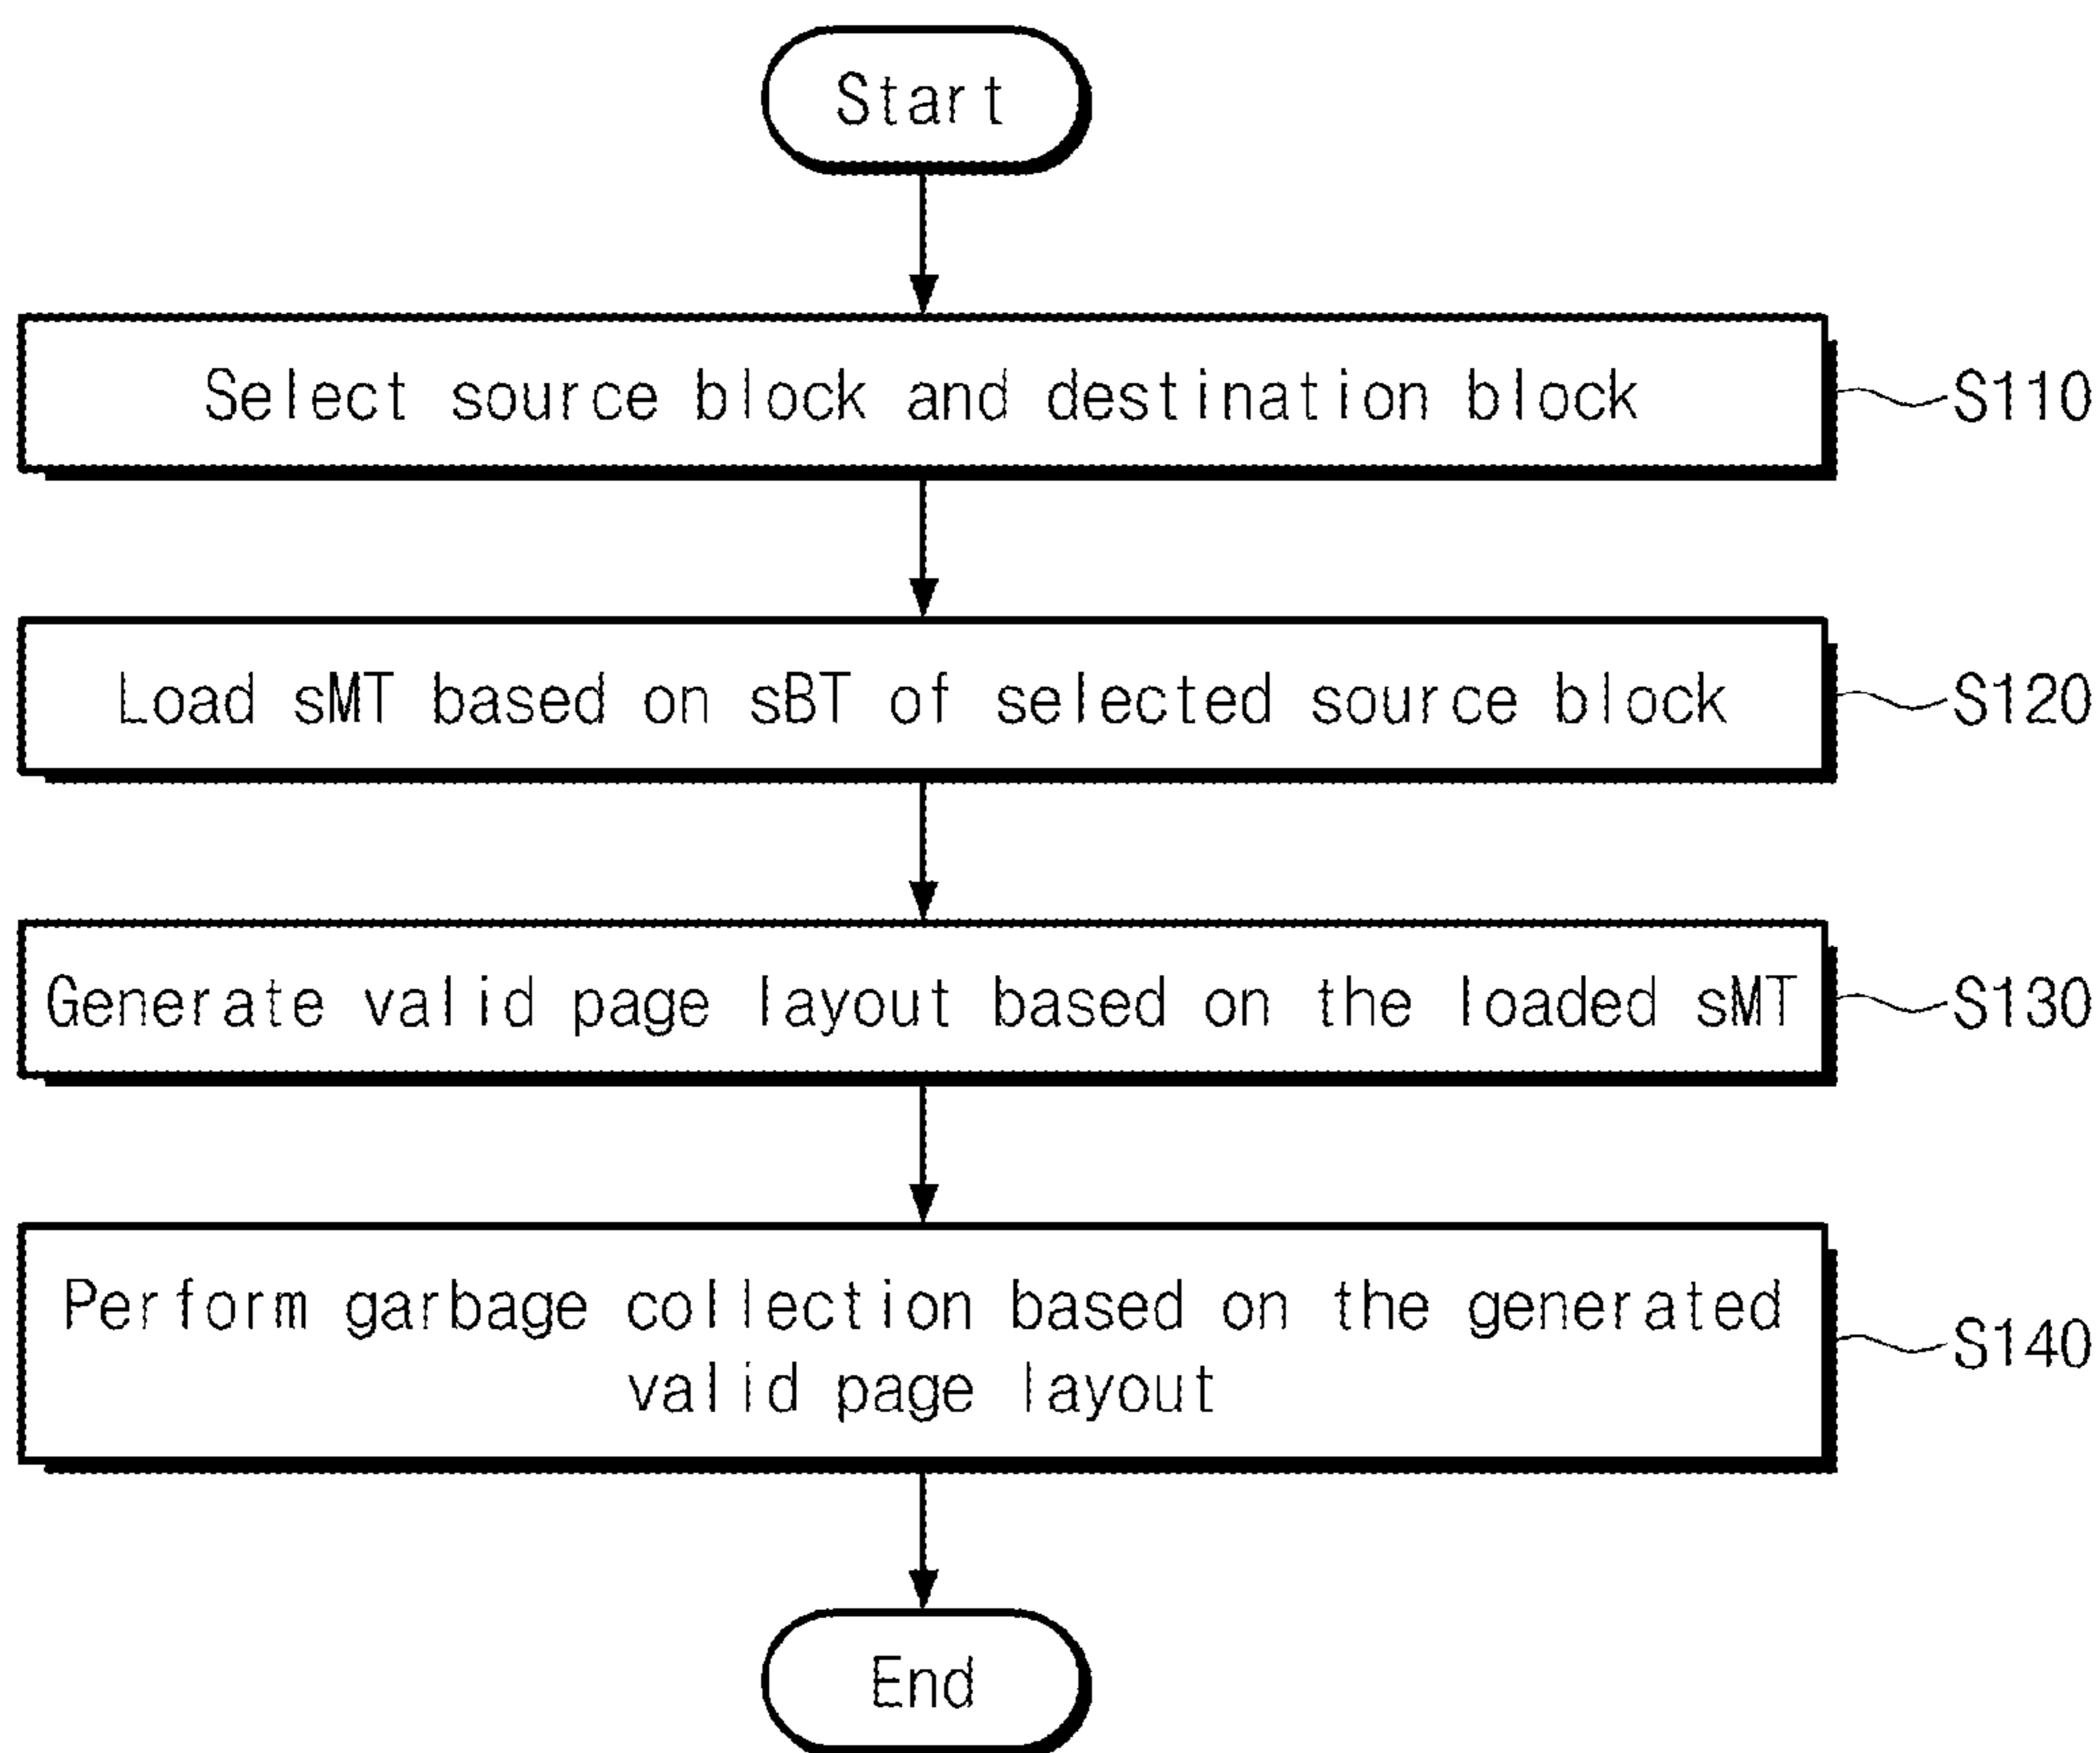 Start
Select source block and destination block
S110
Load sMT based on sBT of selected source block
S120
Generate valid page layout based on the loaded sMT
S130
Perform garbage collection based on the generated
valid page layout
S140
End